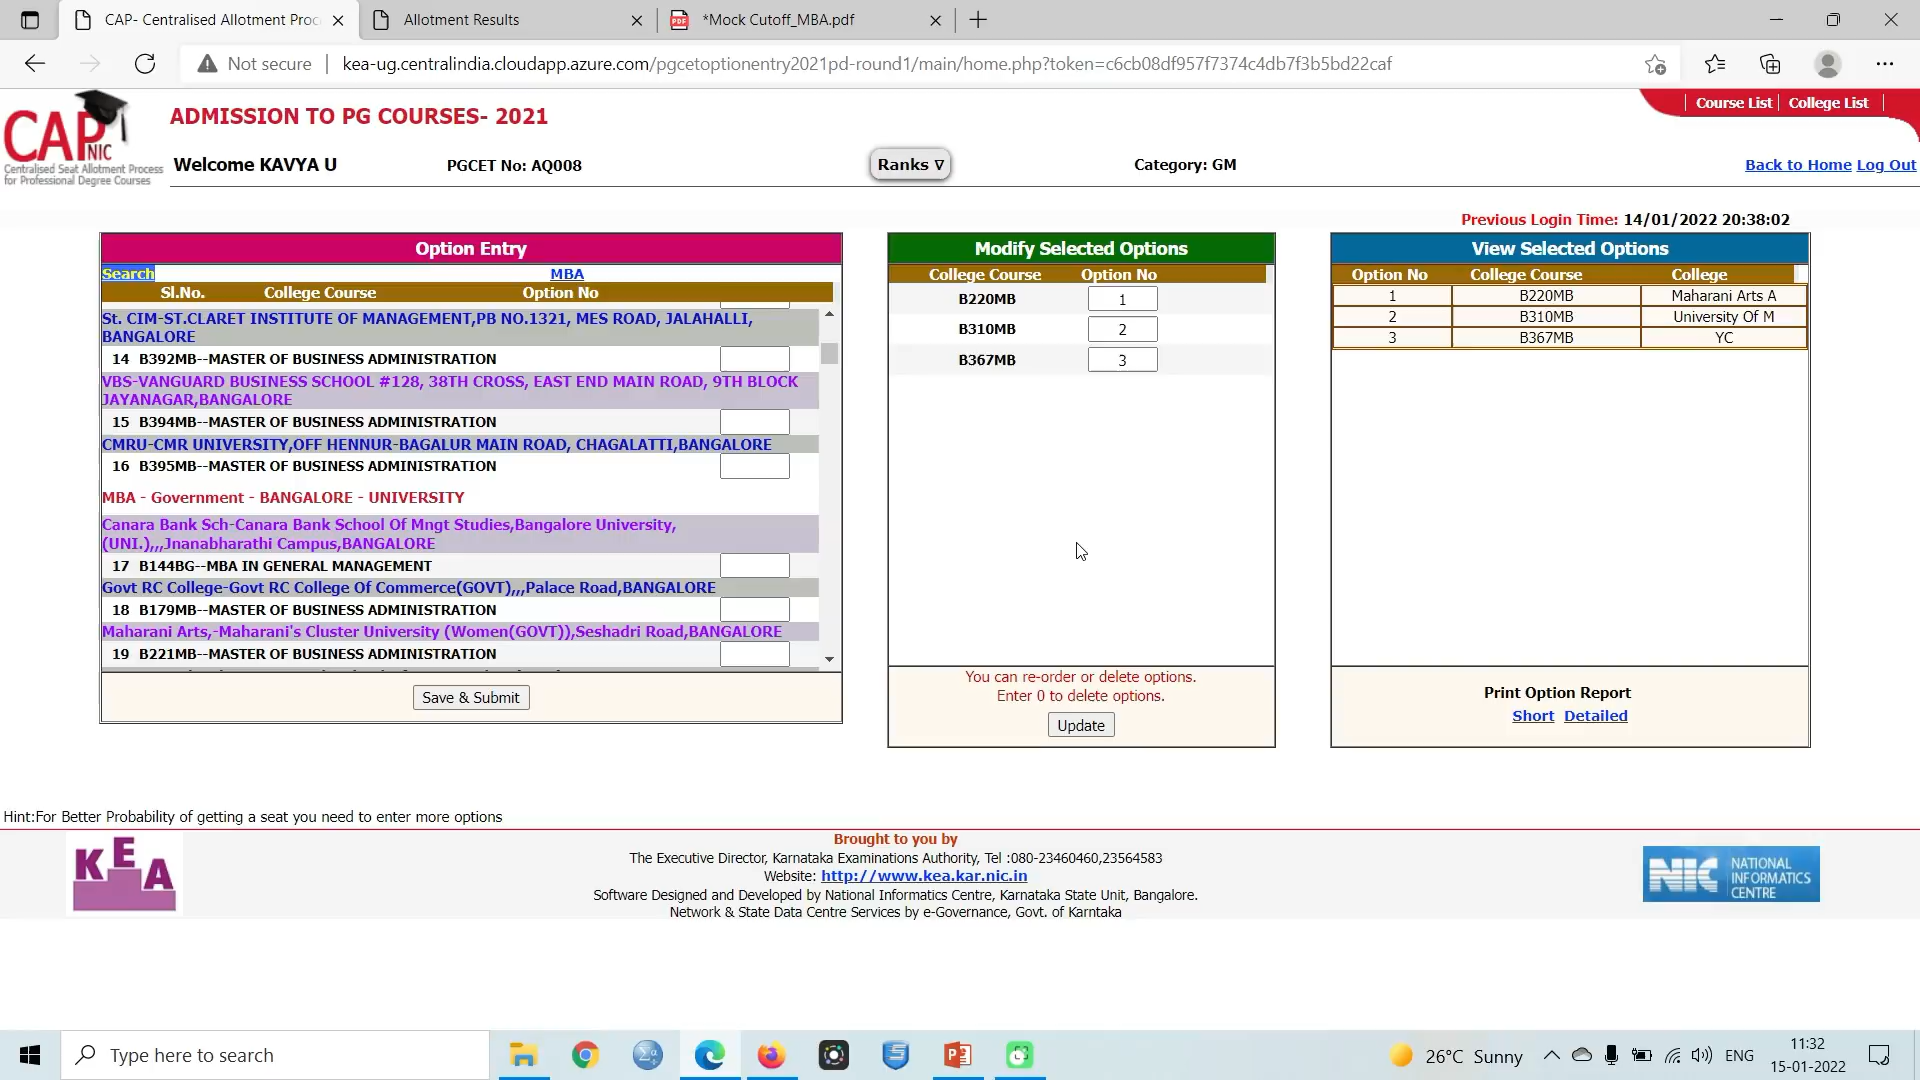 CAP- Centralised Allotment Proc
Allotment Results
*Mock Cutoff_MBA.pdf
Not secure
kea-ug.centralindia.cloudapp.azure.com/pgcetoptionentry2021pd-round1/main/home.php?token=c6cb08df957f7374c4db7f3b5bd22caf
CAP NIC
Centralised Seat Allotment Process
for Professional Degree Courses
ADMISSION TO PG COURSES- 2021
Course List
College List
Welcome KAVYA U
PGCET No: AQ008
Ranks ∇
Category: GM
Back to Home Log Out
Previous Login Time: 14/01/2022 20:38:02
Option Entry
Search
MBA
Sl.No. College Course Option No
St. CIM-ST.CLARET INSTITUTE OF MANAGEMENT,PB NO.1321, MES ROAD, JALAHALLI,
BANGALORE
14 B392MB--MASTER OF BUSINESS ADMINISTRATION
VBS-VANGUARD BUSINESS SCHOOL #128, 38TH CROSS, EAST END MAIN ROAD, 9TH BLOCK
JAYANAGAR,BANGALORE
15 B394MB--MASTER OF BUSINESS ADMINISTRATION
CMRU-CMR UNIVERSITY,OFF HENNUR-BAGALUR MAIN ROAD, CHAGALATTI,BANGALORE
16 B395MB--MASTER OF BUSINESS ADMINISTRATION
MBA - Government - BANGALORE - UNIVERSITY
Canara Bank Sch-Canara Bank School Of Mngt Studies,Bangalore University,
(UNI.),,,Jnanabharathi Campus,BANGALORE
17 B144BG--MBA IN GENERAL MANAGEMENT
Govt RC College-Govt RC College Of Commerce(GOVT),,,Palace Road,BANGALORE
18 B179MB--MASTER OF BUSINESS ADMINISTRATION
Maharani Arts,-Maharani's Cluster University (Women(GOVT)),Seshadri Road,BANGALORE
19 B221MB--MASTER OF BUSINESS ADMINISTRATION
Save & Submit
Modify Selected Options
College Course Option No
B220MB 1
B310MB 2
B367MB 3
You can re-order or delete options.
Enter 0 to delete options.
Update
View Selected Options
Option No College Course College
1 B220MB Maharani Arts A
2 B310MB University Of M
3 B367MB YC
Print Option Report
Short Detailed
Hint:For Better Probability of getting a seat you need to enter more options
KEA
Brought to you by
The Executive Director, Karnataka Examinations Authority, Tel :080-23460460,23564583
Website: http://www.kea.kar.nic.in
Software Designed and Developed by National Informatics Centre, Karnataka State Unit, Bangalore.
Network & State Data Centre Services by e-Governance, Govt. of Karntaka
NIC NATIONAL
INFORMATICS
CENTRE
Type here to search
26°C Sunny
ENG
11:32
15-01-2022